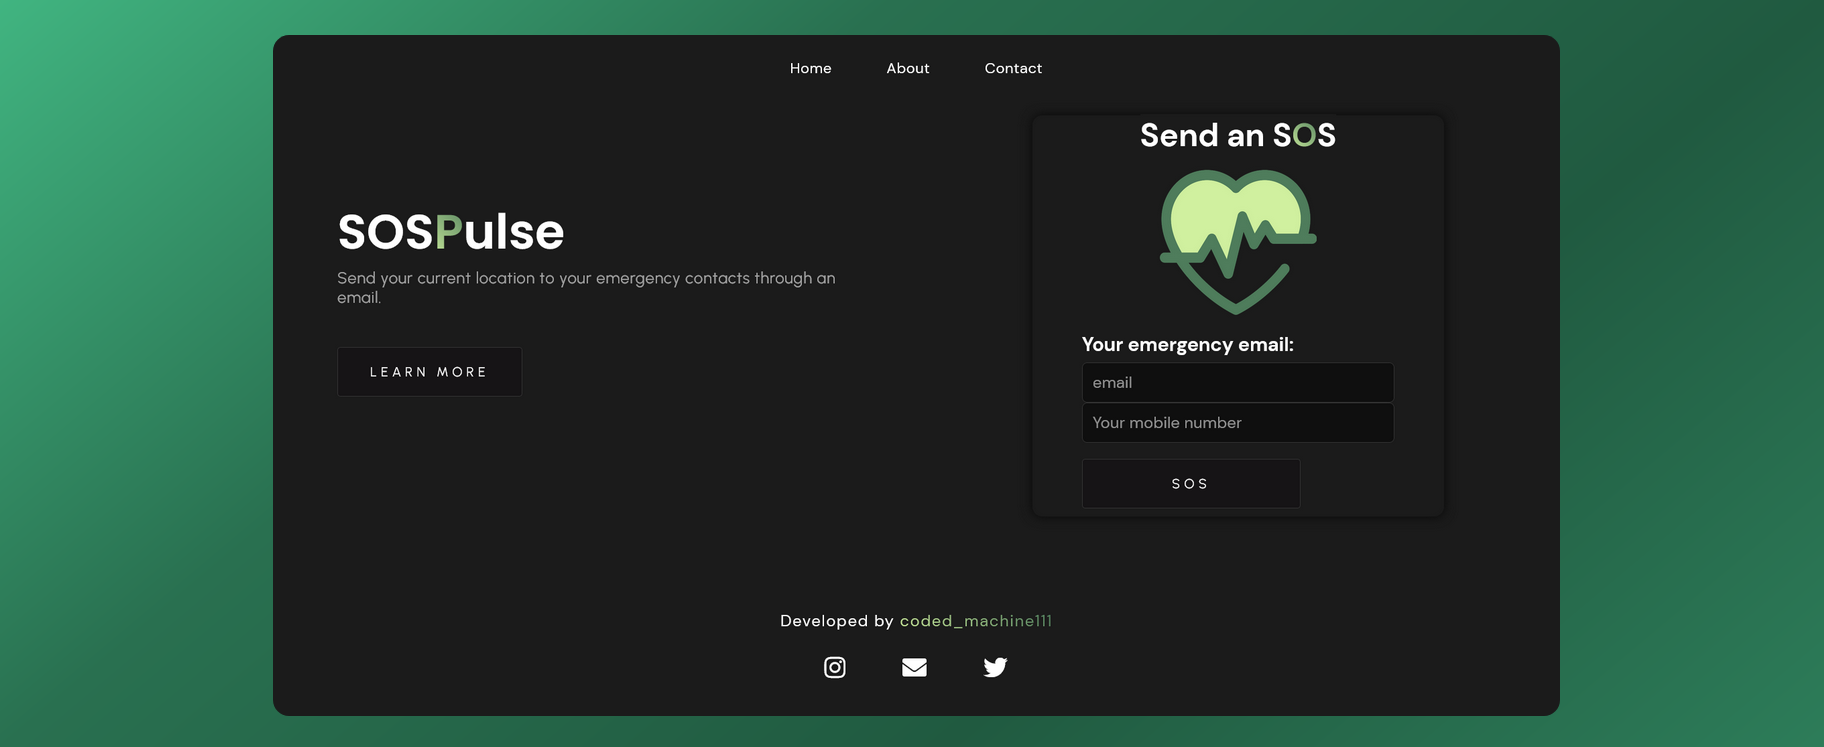 Home About Contact
SOSPulse
Send your current location to your emergency contacts through an
email.
LEARN MORE
Send an SOS
Your emergency email:
email
Your mobile number
SOS
Developed by coded_machine111